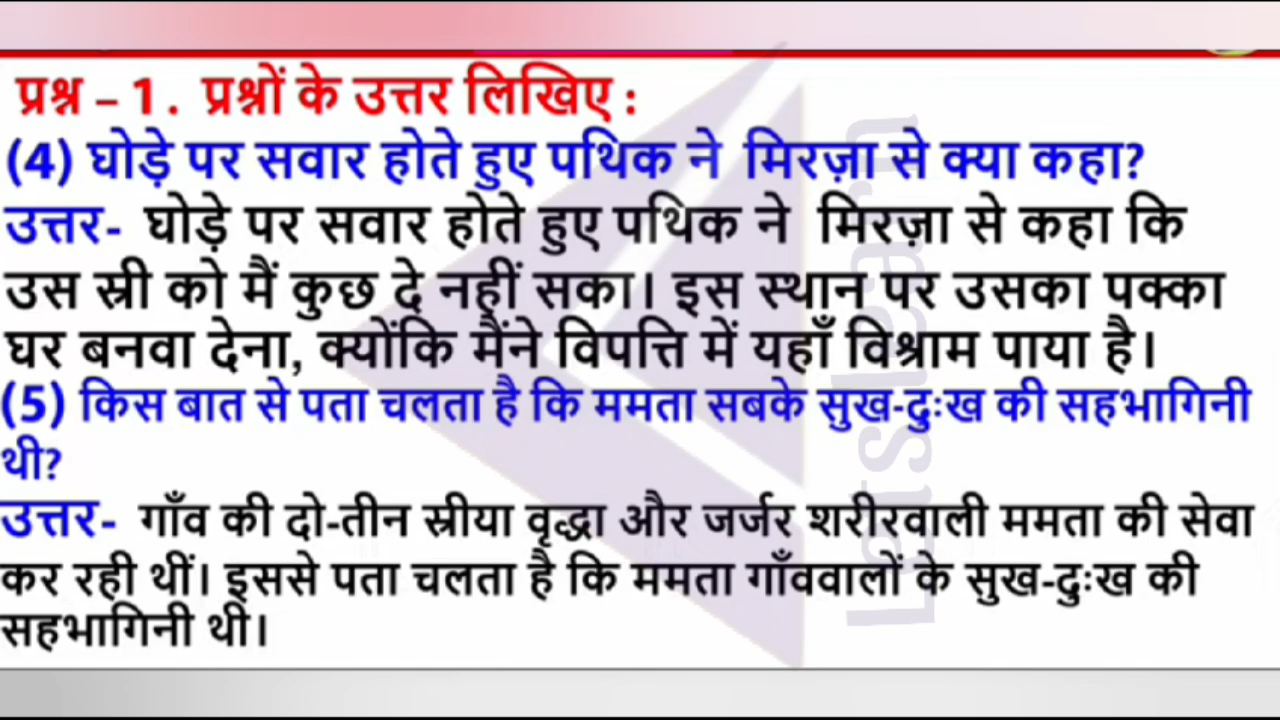 प्रश्न – 1. प्रश्नों के उत्तर लिखिए :
(4) घोड़े पर सवार होते हुए पथिक ने मिरज़ा से क्या कहा?
उत्तर- घोड़े पर सवार होते हुए पथिक ने मिरज़ा से कहा कि
उस स्री को मैं कुछ दे नहीं सका। इस स्थान पर उसका पक्का
घर बनवा देना, क्योंकि मैंने विपत्ति में यहाँ विश्राम पाया है।
(5) किस बात से पता चलता है कि ममता सबके सुख-दुःख की सहभागिनी
थी?
उत्तर- गाँव की दो-तीन स्रीया वृद्धा और जर्जर शरीरवाली ममता की सेवा
कर रही थीं। इससे पता चलता है कि ममता गाँववालों के सुख-दुःख की
सहभागिनी थी।